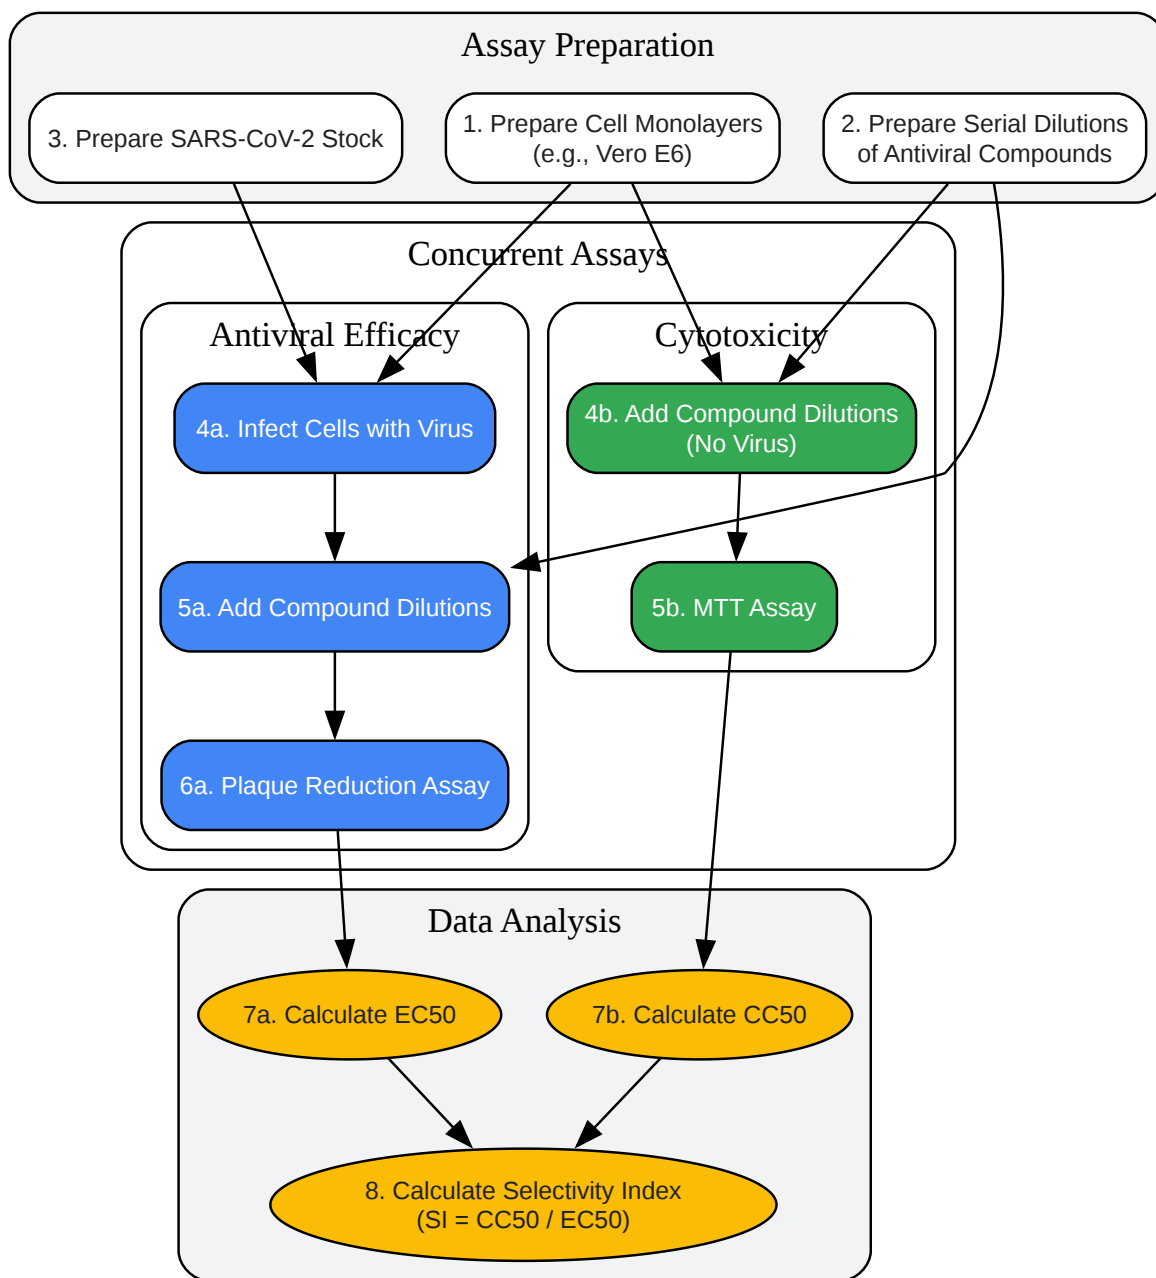 Assay Preparation
3. Prepare SARS-CoV-2 Stock
1. Prepare Cell Monolayers
(e.g., Vero E6)
2. Prepare Serial Dilutions
of Antiviral Compounds
Concurrent Assays
Antiviral Efficacy
Cytotoxicity
4a. Infect Cells with Virus
4b. Add Compound Dilutions
(No Virus)
5a. Add Compound Dilutions
5b. MTT Assay
6a. Plaque Reduction Assay
Data Analysis
7a. Calculate EC50
7b. Calculate CC50
8. Calculate Selectivity Index
(SI = CC50 / EC50)